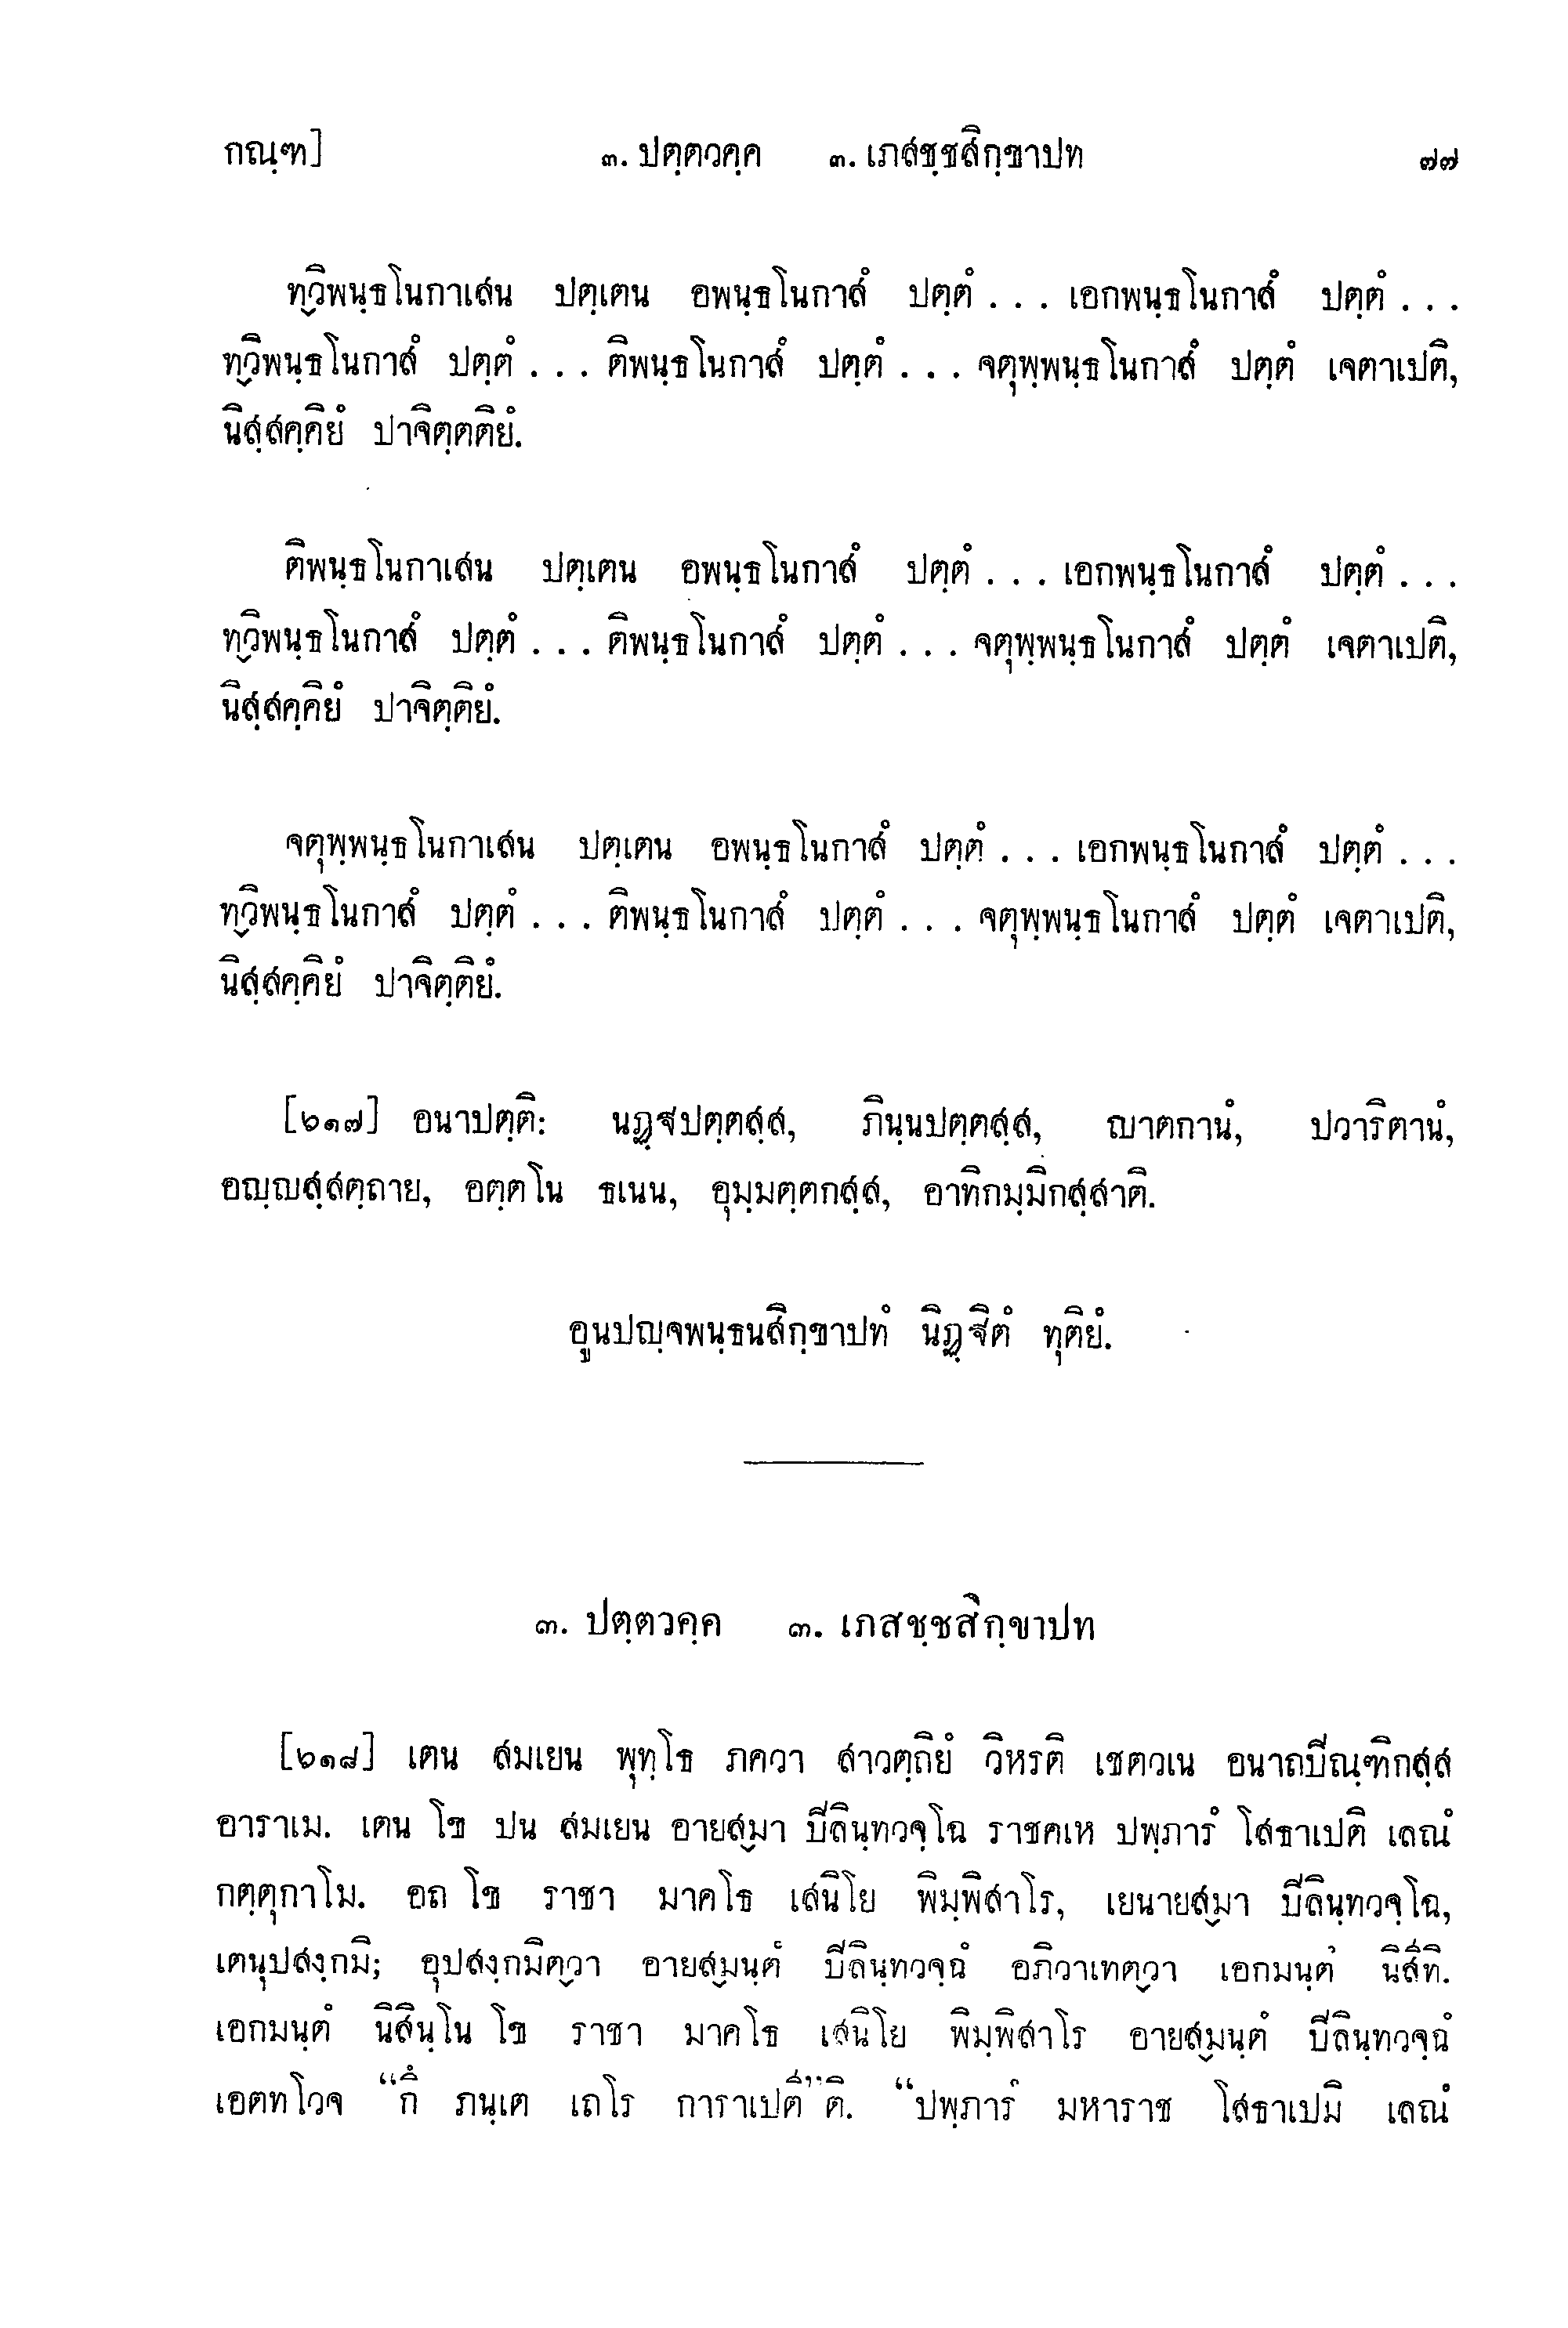 กณฺฑ] ๓. ปตฺตวคฺค ๓. เภสชฺชสิกฺขาปท ๗๗
ทฺวิพนฺธโนกาเสน ปตฺเตน อพนฺธโนกาสํ ปตฺตํ . . . เอกพนฺธโนกาสํ ปตฺตํ . . .
ทฺวิพนฺธโนกาสํ ปตฺตํ . . . ติพนฺธโนกาสํ ปตฺตํ . . . จตุพฺพนฺธโนกาสํ ปตฺตํ เจตาเปติ,
นิสฺสคฺคิยํ ปาจิตฺตติยํ.
ติพนฺธโนกาเสน ปตฺเตน อพนฺธโนกาสํ ปตฺตํ . . . เอกพนฺธโนกาสํ ปตฺตํ . . .
ทฺวิพนฺธโนกาสํ ปตฺตํ . . . ติพนฺธโนกาสํ ปตฺตํ . . . จตุพฺพนฺธโนกาสํ ปตฺตํ เจตาเปติ,
นิสฺสคฺคิยํ ปาจิตฺติยํ.
จตุพฺพนฺธโนกาเสน ปตฺเตน อพนฺธโนกาสํ ปตฺตํ . . . เอกพนฺธโนกาสํ ปตฺตํ . . .
ทฺวิพนฺธโนกาสํ ปตฺตํ . . . ติพนฺธโนกาสํ ปตฺตํ . . . จตุพฺพนฺธโนกาสํ ปตฺตํ เจตาเปติ,
นิสฺสคฺคิยํ ปาจิตฺติยํ.
[๖๑๗] อนาปตฺติ: นฏฺฐปตฺตสฺส, ภินฺนปตฺตสฺส, ญาตกานํ, ปวาริตานํ,
อญฺญสฺสตฺถาย, อตฺตโน ธเนน, อุมฺมตฺตกสฺส, อาทิกมฺมิกสฺสาติ.
อูนปญฺจพนฺธนสิกฺขาปทํ นิฏฺฐิตํ ทุติยํ.
๓. ปตฺตวคฺค ๓. เภสชฺชสิกฺขาปท
[๖๑๘] เตน สมเยน พุทฺโธ ภควา สาวตฺถิยํ วิหรติ เชตวเน อนาถปิณฺฑิกสฺส
อาราเม. เตน โข ปน สมเยน อายสฺมา ปิลินฺทวจฺโฉ ราชคเห ปพฺภารํ โสธาเปติ เลณํ
กตฺตุกาโม. อถ โข ราชา มาคโธ เสนิโย พิมฺพิสาโร, เยนายสฺมา ปิลินฺทวจฺโฉ,
เตนุปสงฺกมิ; อุปสงฺกมิตฺวา อายสฺมนฺตํ ปิลินฺทวจฺฉํ อภิวาเทตฺวา เอกมนฺตํ นิสีทิ.
เอกมนฺตํ นิสินฺโน โข ราชา มาคโธ เสนิโย พิมฺพิสาโร อายสฺมนฺตํ ปิลินฺทวจฺฉํ
เอตทโวจ “กึ ภนฺเต เถโร การาเปตี”ติ. “ปพฺภารํ มหาราช โสธาเปมิ เลณํ